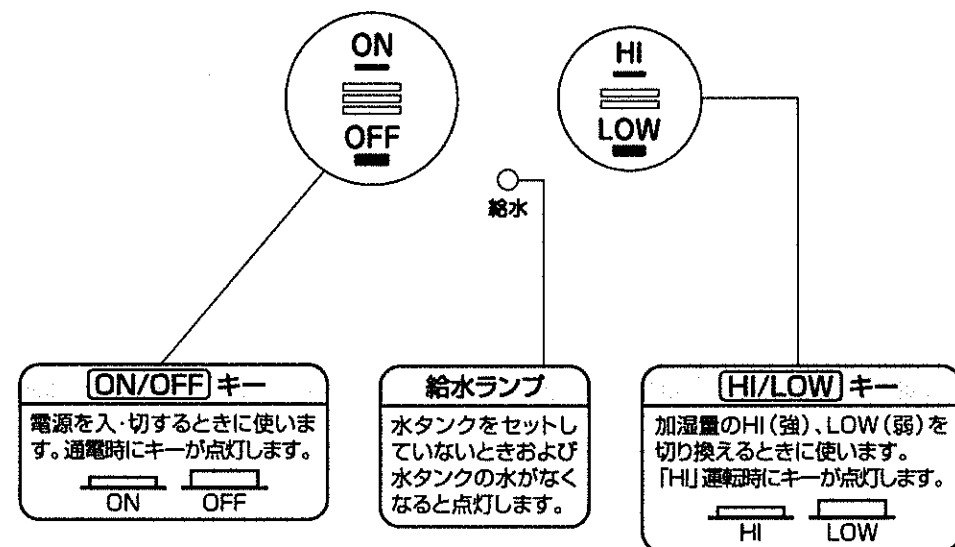 ON
OFF
HI
LOW
給水
ON/OFF キー
電源を入・切するときに使いま
す。通電時にキーが点灯します。
ON OFF
給水ランプ
水タンクをセットし
ていないときおよび
水タンクの水がなく
なると点灯します。
HI/LOW キー
加湿量のHI(強)、LOW(弱)を
切り換えるときに使います。
「HI」運転時にキーが点灯します。
HI LOW